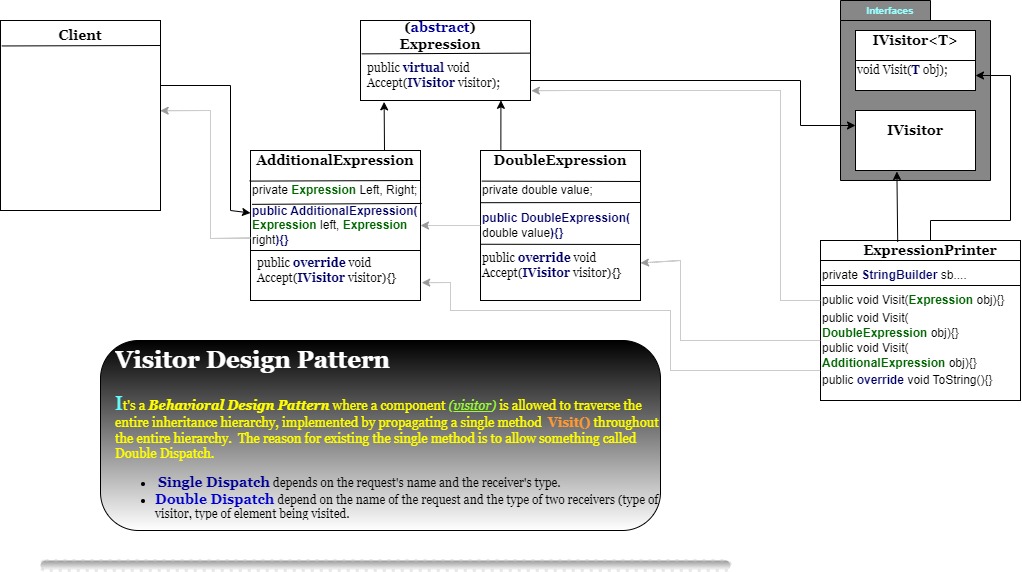 Interfaces
Client
(abstract)
Expression
public virtual void
Accept(IVisitor visitor);
IVisitor<T>
void Visit(T obj);
IVisitor
AdditionalExpression
private Expression Left, Right;
public AdditionalExpression(
Expression left, Expression
right){}
public override void
Accept(IVisitor visitor){}
DoubleExpression
private double value;
public DoubleExpression(
double value){}
public override void
Accept(IVisitor visitor){}
ExpressionPrinter
private StringBuilder sb....
public void Visit(Expression obj){}
public void Visit(
DoubleExpression obj){}
public void Visit(
AdditionalExpression obj){}
public override void ToString(){}
Visitor Design Pattern
It's a Behavioral Design Pattern where a component (visitor) is allowed to traverse the
entire inheritance hierarchy, implemented by propagating a single method Visit() throughout
the entire hierarchy. The reason for existing the single method is to allow something called
Double Dispatch.
• Single Dispatch depends on the request's name and the receiver's type.
• Double Dispatch depend on the name of the request and the type of two receivers (type of
visitor, type of element being visited.